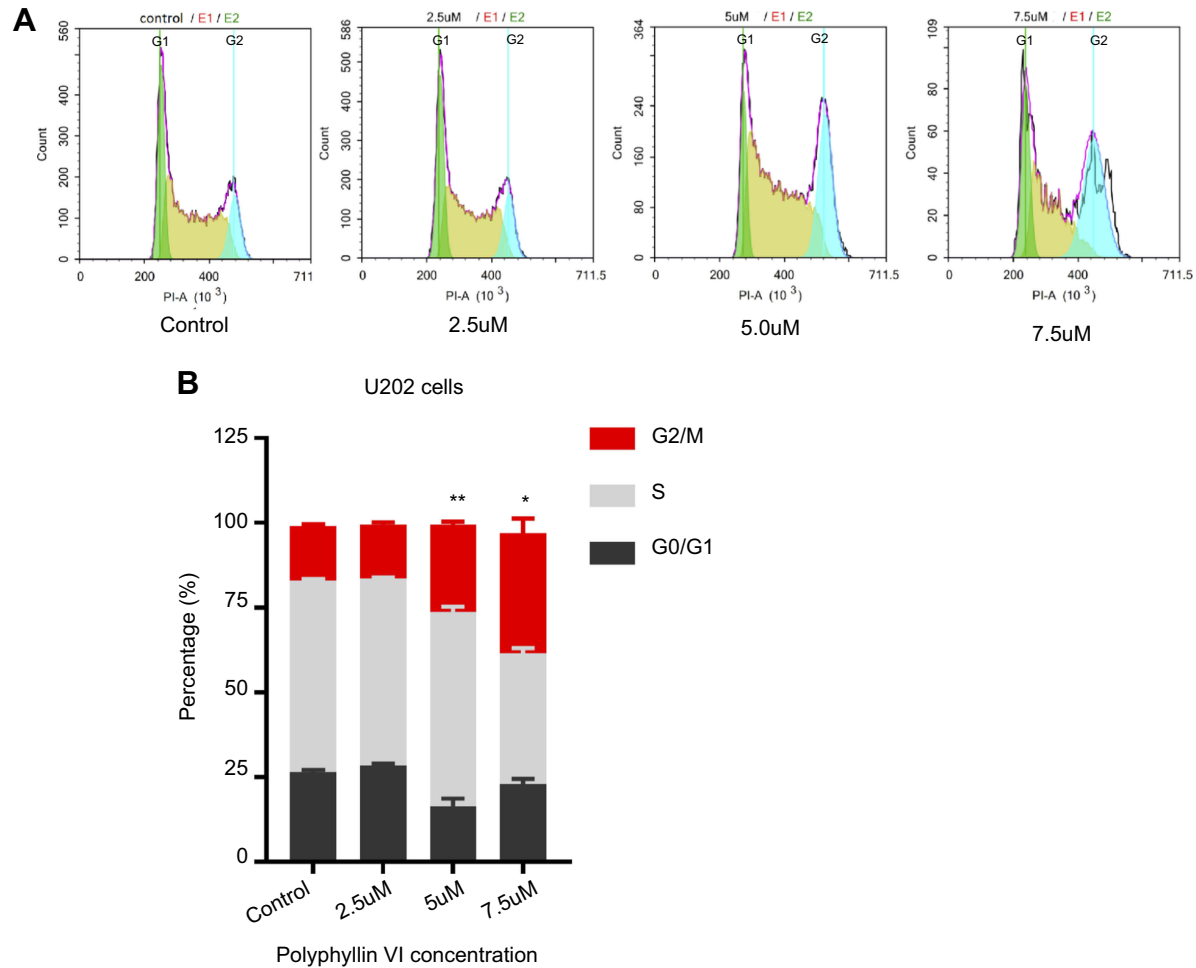 A
control / E1 / E2
G1 G2
560
400
300
200
100
0
Count
0 200 400 711
PI-A (10 3)
Control
2.5uM / E1 / E2
G1 G2
586
500
400
300
200
100
0
Count
0 200 400 711.5
PI-A (10 3)
2.5uM
5uM / E1 / E2
G1 G2
364
240
160
80
0
Count
0 200 400 711.5
PI-A (10 3)
5.0uM
7.5uM / E1 / E2
G1 G2
109
80
60
40
20
0
Count
0 200 400 711.5
PI-A (10 3)
7.5uM
B
U202 cells
125
100
75
50
25
0
Percentage (%)
** *
G2/M
S
G0/G1
Control 2.5uM 5uM 7.5uM
Polyphyllin VI concentration